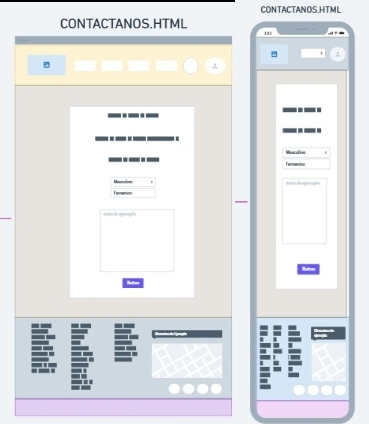 CONTACTANOS.HTML
Masculino
Femenino
texto de ejemplo
Button
Direccion de Ejemplo
CONTACTANOS.HTML
Masculino
Femenino
texto de ejemplo
Button
Direccion de ejemplo